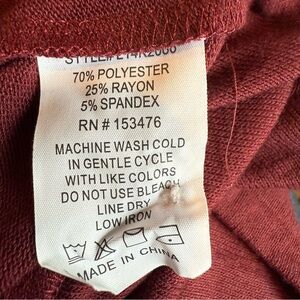 70% POLYESTER
25% RAYON
5% SPANDEX
RN # 153476
MACHINE WASH COLD
IN GENTLE CYCLE
WITH LIKE COLORS
DO NOT USE BLEACH
LINE DRY
LOW IRON
MADE IN CHINA